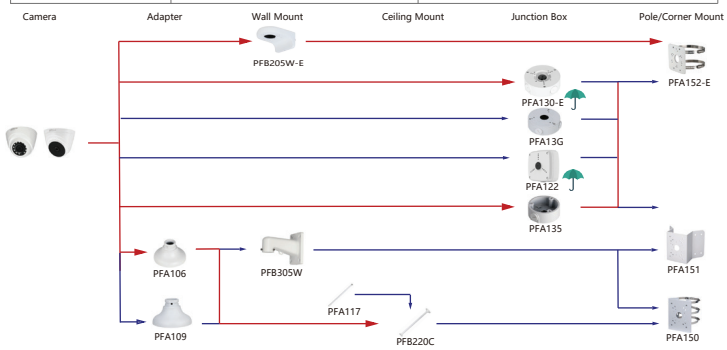 Camera Adapter Wall Mount Ceiling Mount Junction Box Pole/Corner Mount
PFB205W-E
PFA152-E
PFA130-E
PFA13G
PFA122
PFA135
PFA106
PFB305W
PFA151
PFA117
PFA109
PFB220C
PFA150